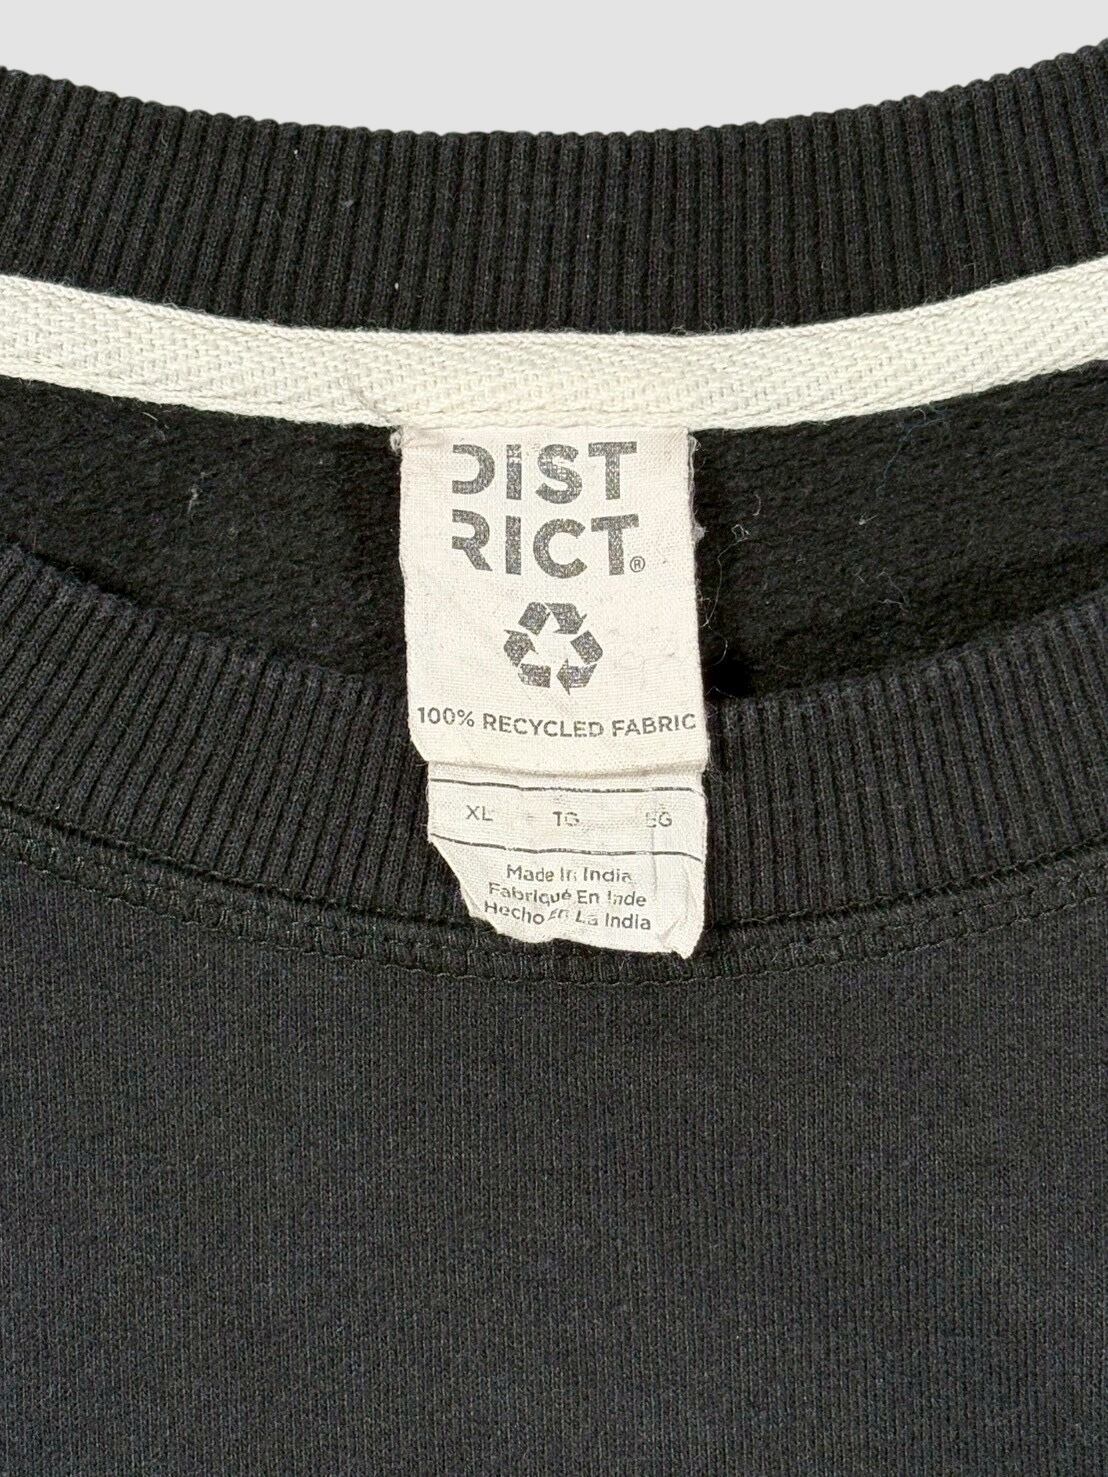 DIST
RICT®
100% RECYCLED FABRIC
XL TG EG
Made In India
Fabriqué En Inde
Hecho En La India